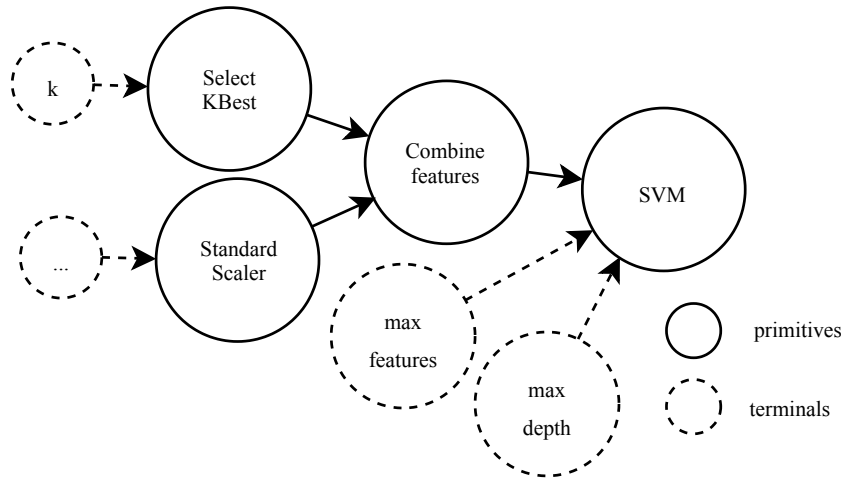 k
Select
KBest
...
Standard
Scaler
Combine
features
SVM
max
features
max
depth
primitives
terminals